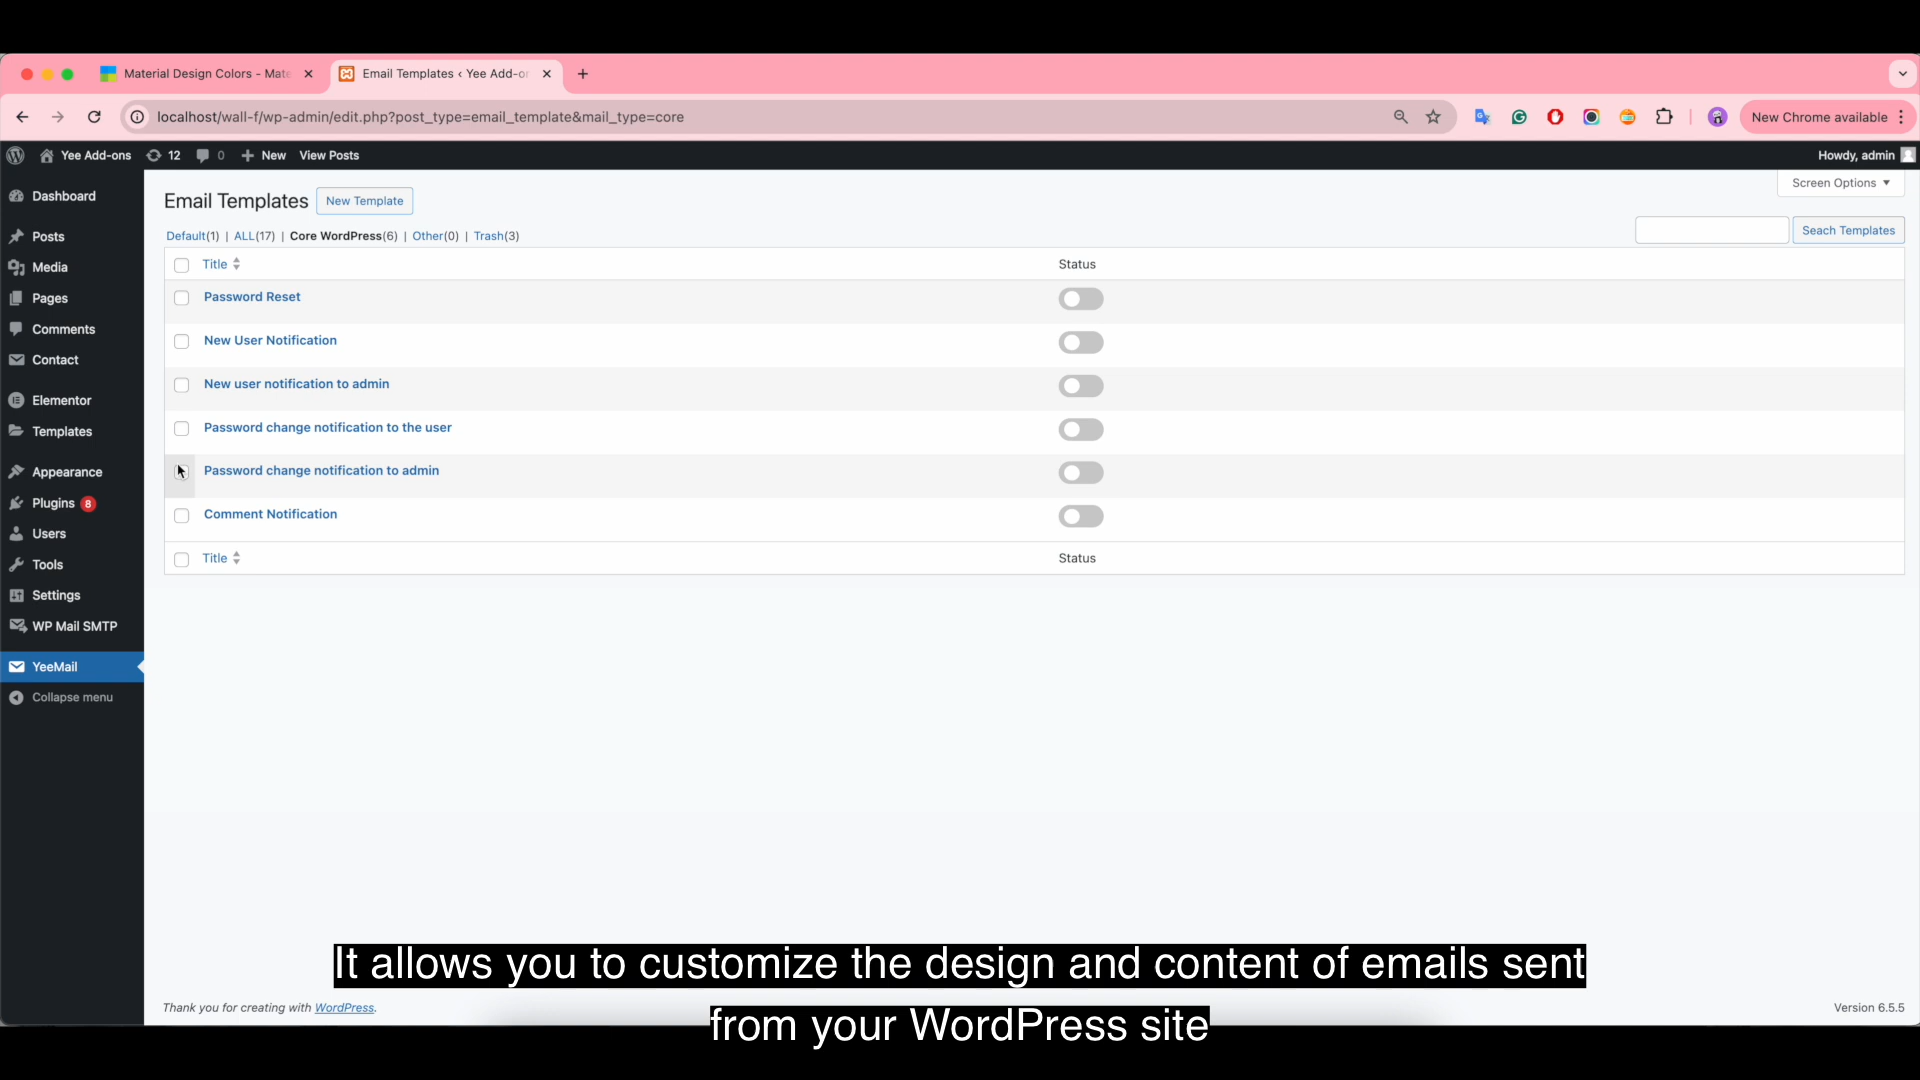 Material Design Colors - Mate
Email Templates ‹ Yee Add-on
localhost/wall-f/wp-admin/edit.php?post_type=email_template&mail_type=core
New Chrome available
Yee Add-ons
12
0
New
View Posts
Howdy, admin
Dashboard
Posts
Media
Pages
Comments
Contact
Elementor
Templates
Appearance
Plugins 8
Users
Tools
Settings
WP Mail SMTP
YeeMail
Collapse menu
Screen Options
Email Templates
New Template
Default(1) | ALL(17) | Core WordPress(6) | Other(0) | Trash(3)
Seach Templates
Title
Status
Password Reset
New User Notification
New user notification to admin
Password change notification to the user
Password change notification to admin
Comment Notification
Title
Status
It allows you to customize the design and content of emails sent
Thank you for creating with WordPress.
Version 6.5.5
from your WordPress site